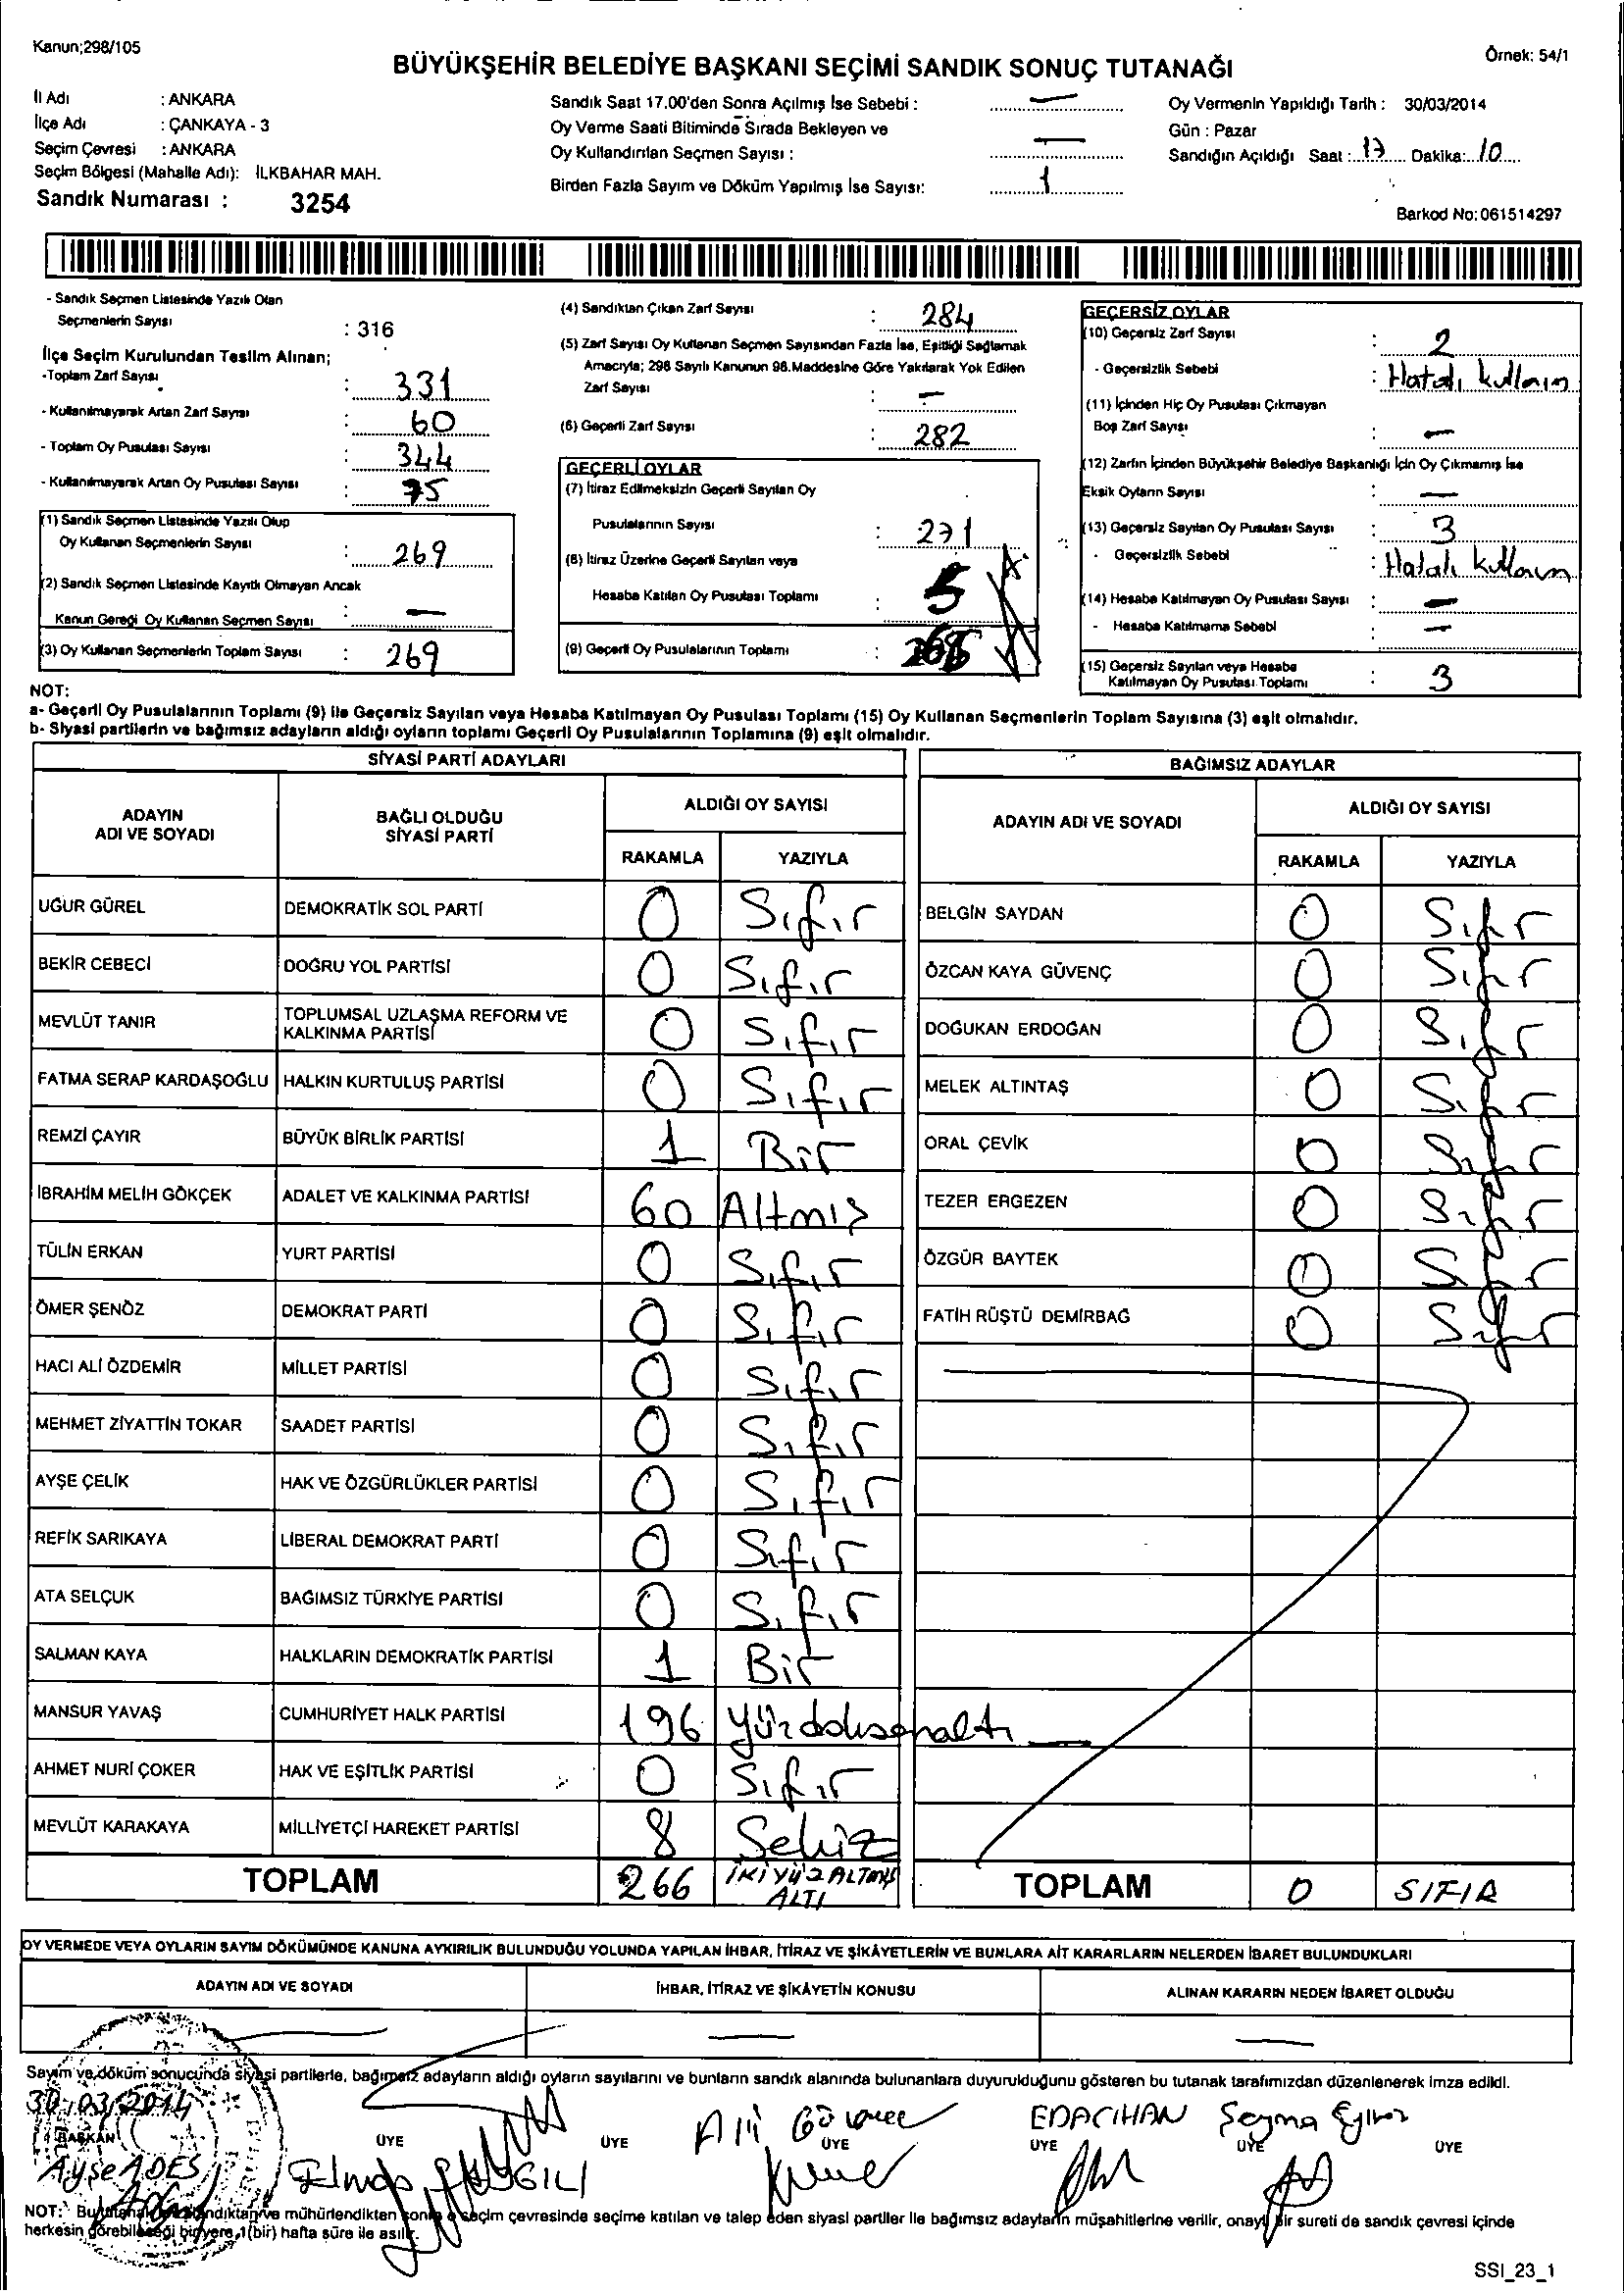 Kanun;298/105
Örnek: 54/1
BÜYÜKŞEHİR BELEDİYE BAŞKANI SEÇİMİ SANDIK SONUÇ TUTANAĞI
İl Adı : ANKARA
İlçe Adı : ÇANKAYA - 3
Seçim Çevresi : ANKARA
Seçim Bölgesi (Mahalle Adı): İLKBAHAR MAH.
Sandık Numarası : 3254
Sandık Saat 17.00'den Sonra Açılmış İse Sebebi : —
Oy Verme Saati Bitiminde Sırada Bekleyen ve
Oy Kullandırılan Seçmen Sayısı : —
Birden Fazla Sayım ve Döküm Yapılmış İse Sayısı: 1
Oy Vermenin Yapıldığı Tarih : 30/03/2014
Gün : Pazar
Sandığın Açıldığı Saat : 17 Dakika: 10
Barkod No: 061514297
- Sandık Seçmen Listesinde Yazılı Olan
Seçmenlerin Sayısı : 316
İlçe Seçim Kurulundan Teslim Alınan;
-Toplam Zarf Sayısı : 331
- Kullanılmayarak Artan Zarf Sayısı : 60
- Toplam Oy Pusulası Sayısı : 344
- Kullanılmayarak Artan Oy Pusulası Sayısı : 75
(1) Sandık Seçmen Listesinde Yazılı Olup
Oy Kullanan Seçmenlerin Sayısı : 269
(2) Sandık Seçmen Listesinde Kayıtlı Olmayan Ancak
Kanun Gereği Oy Kullanan Seçmen Sayısı : —
(3) Oy Kullanan Seçmenlerin Toplam Sayısı : 269
(4) Sandıktan Çıkan Zarf Sayısı : 284
(5) Zarf Sayısı Oy Kullanan Seçmen Sayısından Fazla İse, Eşitliği Sağlamak
Amacıyla; 298 Sayılı Kanunun 98.Maddesine Göre Yakılarak Yok Edilen
Zarf Sayısı : —
(6) Geçerli Zarf Sayısı : 282
GEÇERLİ OYLAR
(7) İtiraz Edilmeksizin Geçerli Sayılan Oy
Pusulalarının Sayısı : 271
(8) İtiraz Üzerine Geçerli Sayılan veya
Hesaba Katılan Oy Pusulası Toplamı : 5
(9) Geçerli Oy Pusulalarının Toplamı :
GEÇERSİZ OYLAR
(10) Geçersiz Zarf Sayısı : 2
- Geçersizlik Sebebi : Hatalı kullanım
(11) İçinden Hiç Oy Pusulası Çıkmayan
Boş Zarf Sayısı : —
(12) Zarfın İçinden Büyükşehir Belediye Başkanlığı İçin Oy Çıkmamış İse
Eksik Oyların Sayısı : —
(13) Geçersiz Sayılan Oy Pusulası Sayısı : 3
- Geçersizlik Sebebi : Hatalı kullanım
(14) Hesaba Katılmayan Oy Pusulası Sayısı : —
- Hesaba Katılmama Sebebi : —
(15) Geçersiz Sayılan veya Hesaba
Katılmayan Oy Pusulası Toplamı : 3
NOT:
a- Geçerli Oy Pusulalarının Toplamı (9) ile Geçersiz Sayılan veya Hesaba Katılmayan Oy Pusulası Toplamı (15) Oy Kullanan Seçmenlerin Toplam Sayısına (3) eşit olmalıdır.
b- Siyasi partilerin ve bağımsız adayların aldığı oyların toplamı Geçerli Oy Pusulalarının Toplamına (9) eşit olmalıdır.
SİYASİ PARTİ ADAYLARI
ADAYIN ADI VE SOYADI BAĞLI OLDUĞU SİYASİ PARTİ ALDIĞI OY SAYISI
RAKAMLA YAZIYLA
UĞUR GÜREL DEMOKRATİK SOL PARTİ 0 Sıfır
BEKİR CEBECİ DOĞRU YOL PARTİSİ 0 Sıfır
MEVLÜT TANIR TOPLUMSAL UZLAŞMA REFORM VE KALKINMA PARTİSİ 0 Sıfır
FATMA SERAP KARDAŞOĞLU HALKIN KURTULUŞ PARTİSİ 0 Sıfır
REMZİ ÇAYIR BÜYÜK BİRLİK PARTİSİ 1 Bir
İBRAHİM MELİH GÖKÇEK ADALET VE KALKINMA PARTİSİ 60 Altmış
TÜLİN ERKAN YURT PARTİSİ 0 Sıfır
ÖMER ŞENÖZ DEMOKRAT PARTİ 0 Sıfır
HACI ALİ ÖZDEMİR MİLLET PARTİSİ 0 Sıfır
MEHMET ZİYATTİN TOKAR SAADET PARTİSİ 0 Sıfır
AYŞE ÇELİK HAK VE ÖZGÜRLÜKLER PARTİSİ 0 Sıfır
REFİK SARIKAYA LİBERAL DEMOKRAT PARTİ 0 Sıfır
ATA SELÇUK BAĞIMSIZ TÜRKİYE PARTİSİ 0 Sıfır
SALMAN KAYA HALKLARIN DEMOKRATİK PARTİSİ 1 Bir
MANSUR YAVAŞ CUMHURİYET HALK PARTİSİ 196 Yüzdoksanaltı
AHMET NURİ ÇOKER HAK VE EŞİTLİK PARTİSİ 0 Sıfır
MEVLÜT KARAKAYA MİLLİYETÇİ HAREKET PARTİSİ 8 Sekiz
TOPLAM 266 İKİYÜZALTMIŞ ALTI
BAĞIMSIZ ADAYLAR
ADAYIN ADI VE SOYADI ALDIĞI OY SAYISI
RAKAMLA YAZIYLA
BELGİN SAYDAN 0 Sıfır
ÖZCAN KAYA GÜVENÇ 0 Sıfır
DOĞUKAN ERDOĞAN 0 Sıfır
MELEK ALTINTAŞ 0 Sıfır
ORAL ÇEVİK 0 Sıfır
TEZER ERGEZEN 0 Sıfır
ÖZGÜR BAYTEK 0 Sıfır
FATİH RÜŞTÜ DEMİRBAĞ 0 Sıfır
TOPLAM 0 SIFIR
OY VERMEDE VEYA OYLARIN SAYIM DÖKÜMÜNDE KANUNA AYKIRILIK BULUNDUĞU YOLUNDA YAPILAN İHBAR, İTİRAZ VE ŞİKÂYETLERİN VE BUNLARA AİT KARARLARIN NELERDEN İBARET BULUNDUKLARI
ADAYIN ADI VE SOYADI İHBAR, İTİRAZ VE ŞİKÂYETİN KONUSU ALINAN KARARIN NEDEN İBARET OLDUĞU
— — —
Sayım ve döküm sonucunda siyasi partilerle, bağımsız adayların aldığı oyların sayılarını ve bunların sandık alanında bulunanlara duyurulduğunu gösteren bu tutanak tarafımızdan düzenlenerek imza edildi.
30/03/2014
BAŞKAN ÜYE ÜYE ÜYE ÜYE ÜYE ÜYE
Ayşe ADES
Ali
EDA CİHAN
Şeyma
NOT: Bu tutanak mühürlendikten sonra o seçim çevresinde seçime katılan ve talep eden siyasi partiler ile bağımsız adayların müşahitlerine verilir, onaylı bir sureti de sandık çevresi içinde
herkesin görebileceği bir yere 1(bir) hafta süre ile asılır.
SSI_23_1